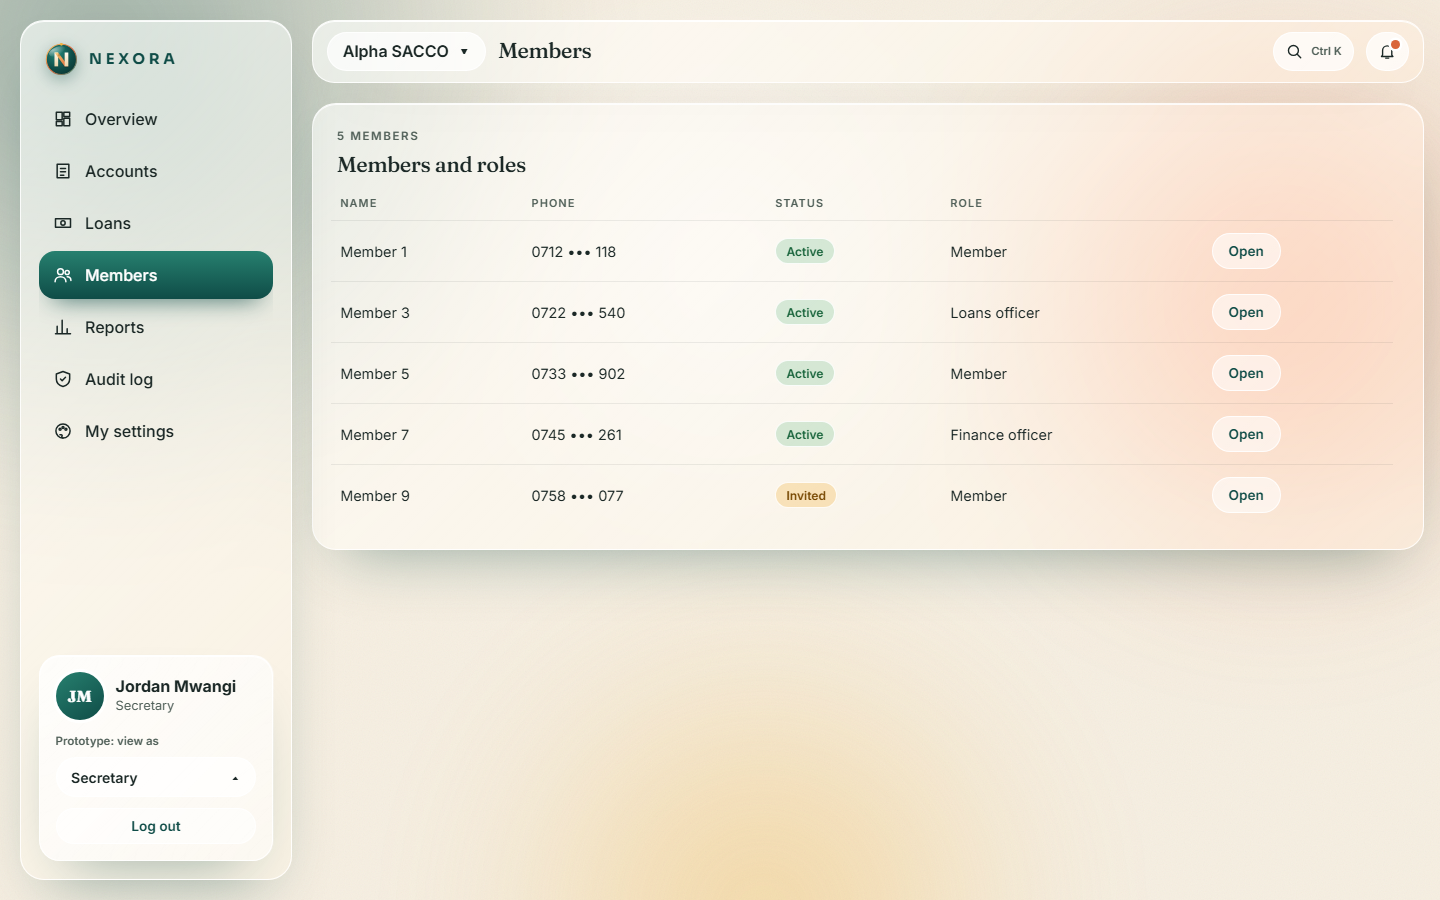 NEXORA
Overview
Accounts
Loans
Members
Reports
Audit log
My settings
JM
Jordan Mwangi
Secretary
Prototype: view as
Secretary
Log out
Alpha SACCO
Members
Ctrl K
5 MEMBERS
Members and roles
NAME PHONE STATUS ROLE
Member 1 0712 ••• 118 Active Member Open
Member 3 0722 ••• 540 Active Loans officer Open
Member 5 0733 ••• 902 Active Member Open
Member 7 0745 ••• 261 Active Finance officer Open
Member 9 0758 ••• 077 Invited Member Open